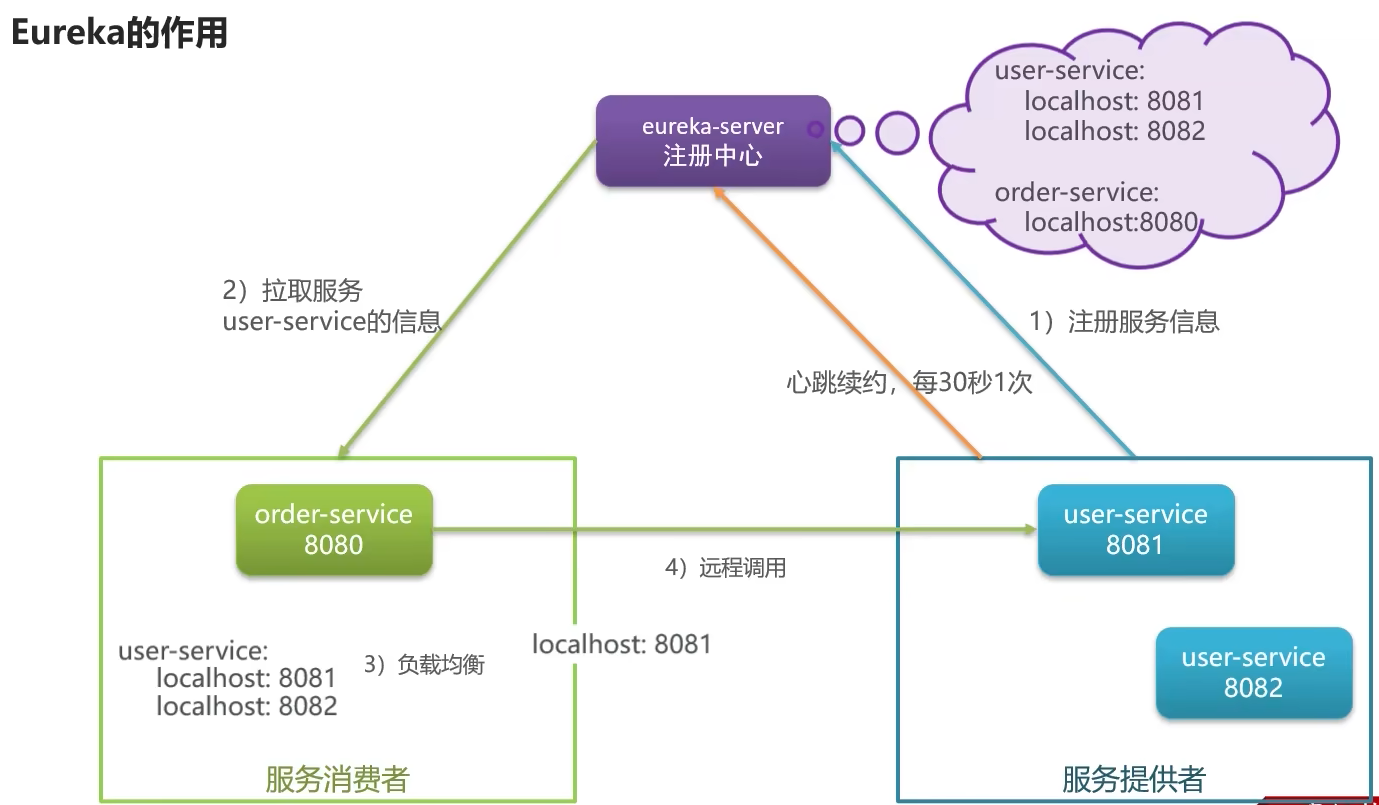 Eureka的作用
eureka-server
注册中心
user-service:
localhost: 8081
localhost: 8082
order-service:
localhost:8080
2）拉取服务
user-service的信息
1）注册服务信息
心跳续约，每30秒1次
order-service
8080
4）远程调用
user-service
8081
user-service:
localhost: 8081
localhost: 8082
3）负载均衡
localhost: 8081
user-service
8082
服务消费者
服务提供者